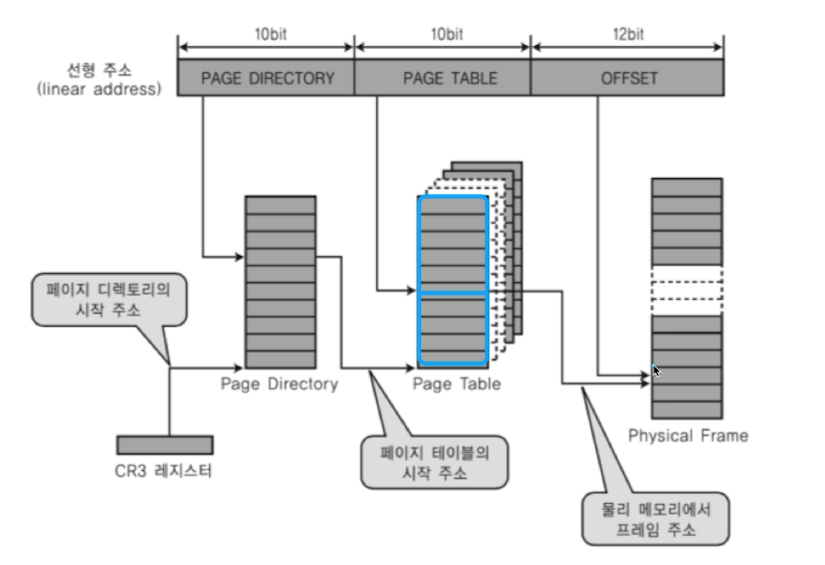 10bit
10bit
12bit
선형 주소
(linear address)
PAGE DIRECTORY
PAGE TABLE
OFFSET
페이지 디렉토리의
시작 주소
Page Directory
Page Table
CR3 레지스터
페이지 테이블의
시작 주소
Physical Frame
물리 메모리에서
프레임 주소